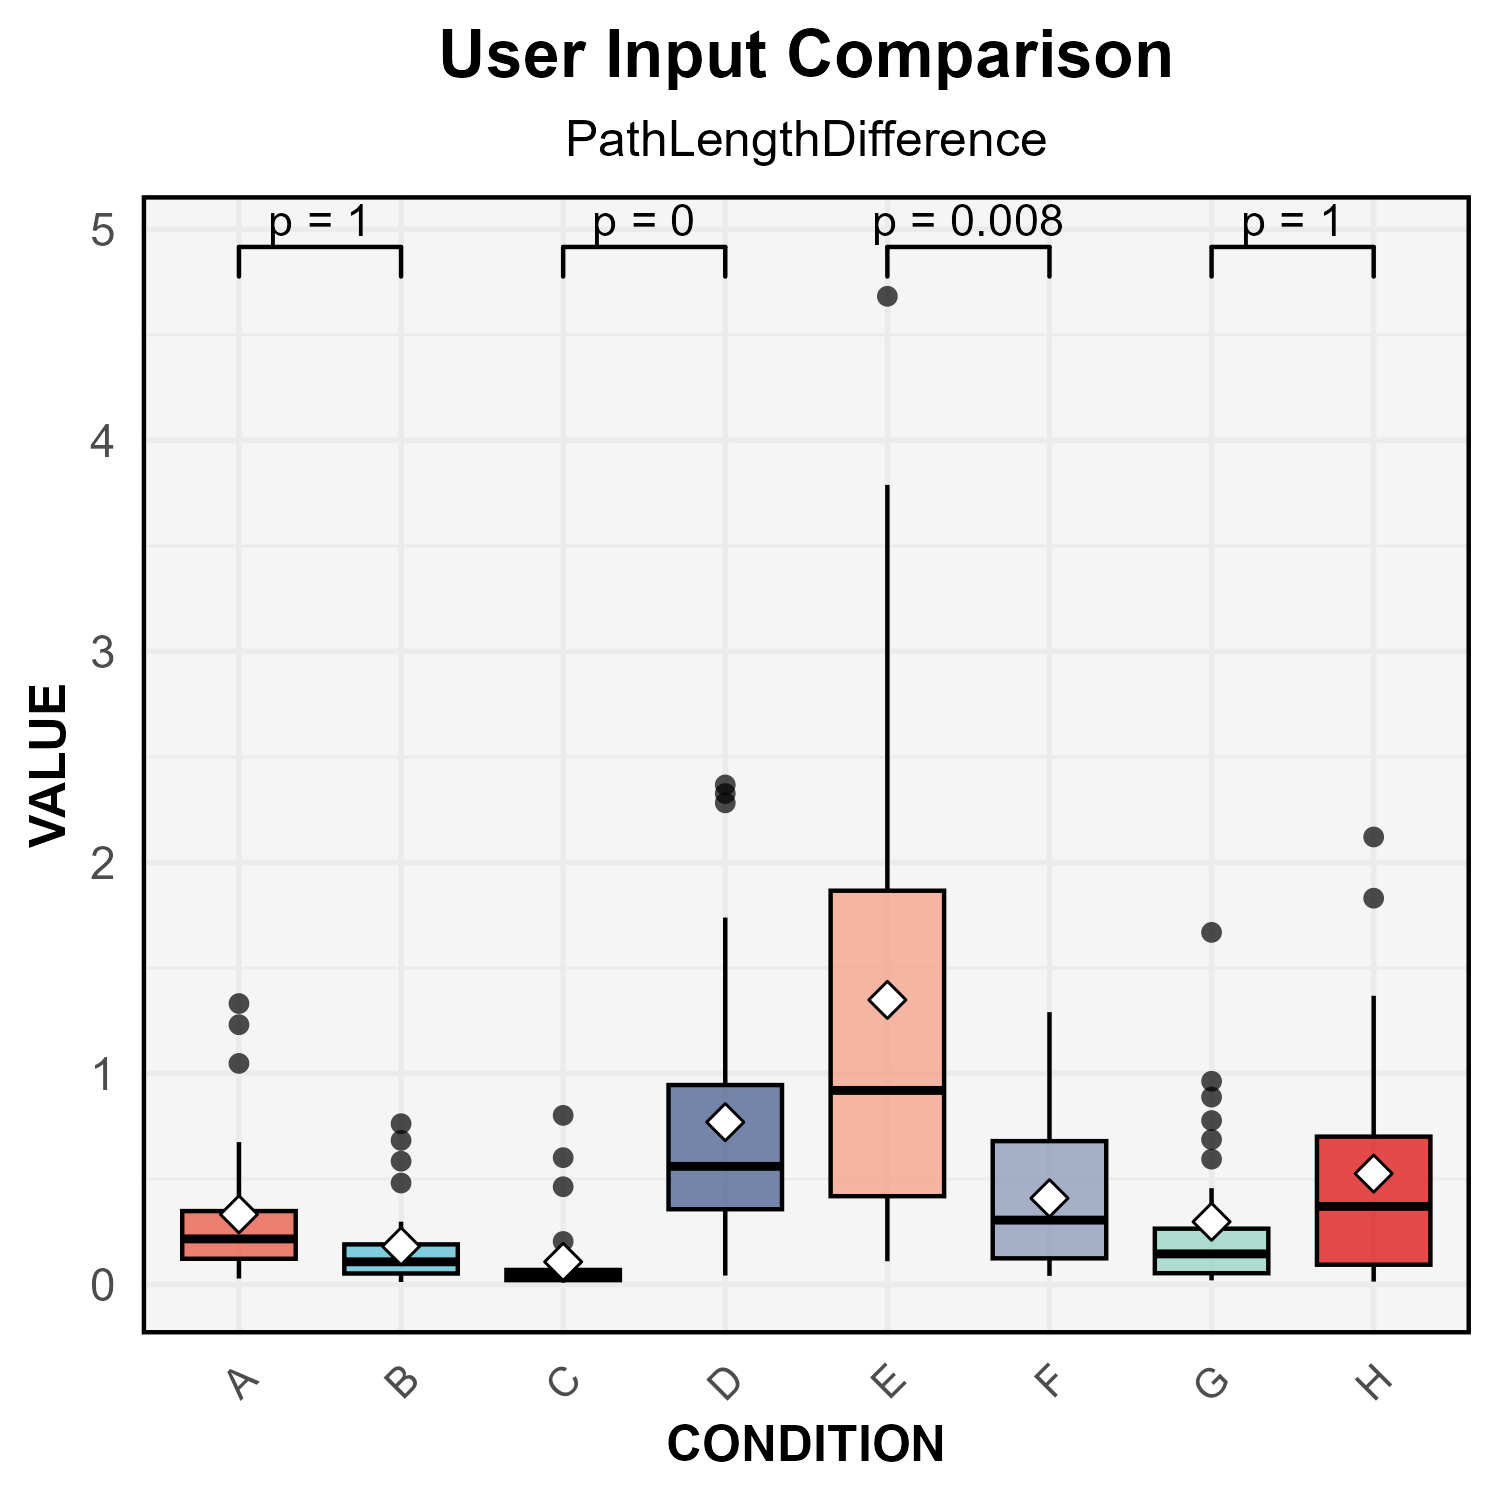 User Input Comparison
PathLengthDifference
p = 1
p = 0
p = 0.008
p = 1
5
4
3
2
1
0
VALUE
A
B
C
D
E
F
G
H
CONDITION